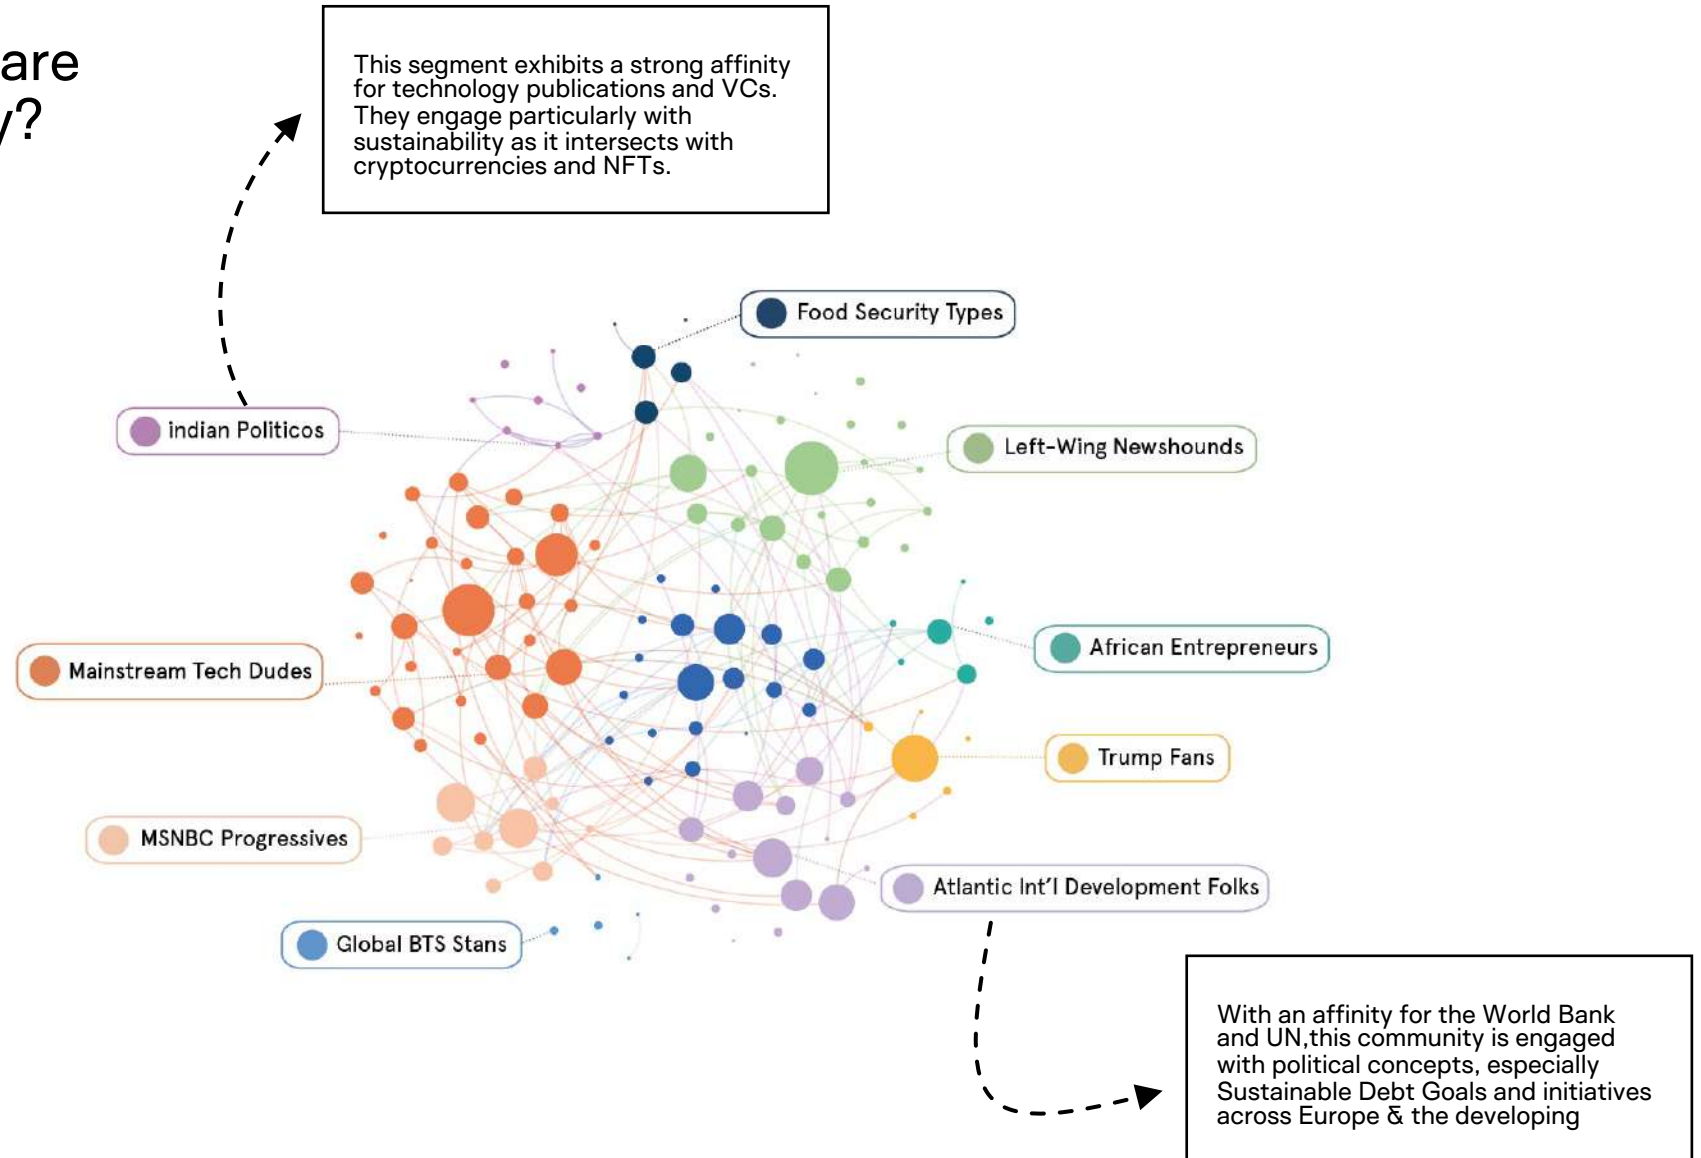 are
y?
This segment exhibits a strong affinity
for technology publications and VCs.
They engage particularly with
sustainability as it intersects with
cryptocurrencies and NFTs.
Food Security Types
indian Politicos
Left-Wing Newshounds
African Entrepreneurs
Mainstream Tech Dudes
Trump Fans
MSNBC Progressives
Atlantic Int'l Development Folks
Global BTS Stans
With an affinity for the World Bank
and UN,this community is engaged
with political concepts, especially
Sustainable Debt Goals and initiatives
across Europe & the developing